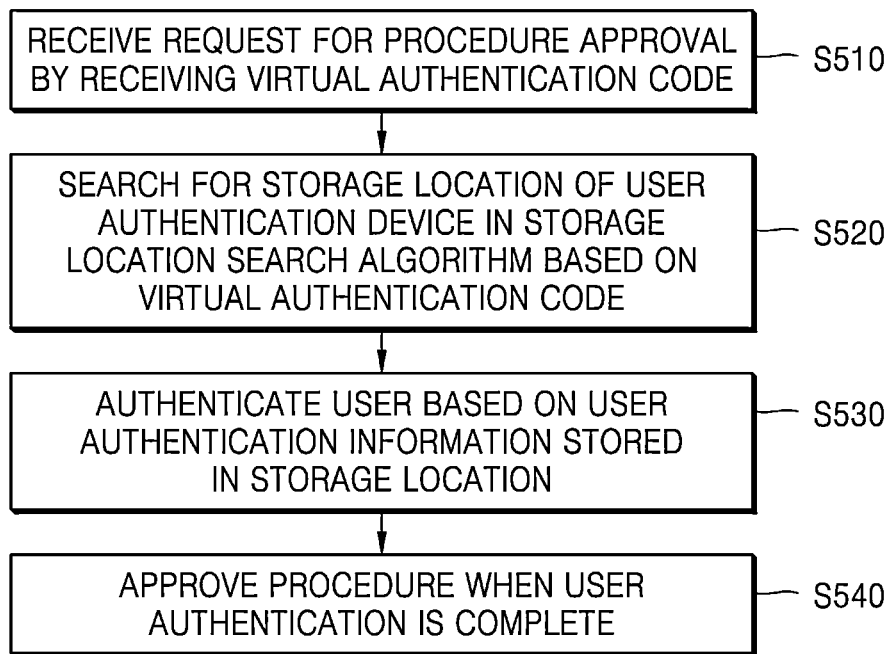 RECEIVE REQUEST FOR PROCEDURE APPROVAL
BY RECEIVING VIRTUAL AUTHENTICATION CODE
S510
SEARCH FOR STORAGE LOCATION OF USER
AUTHENTICATION DEVICE IN STORAGE
LOCATION SEARCH ALGORITHM BASED ON
VIRTUAL AUTHENTICATION CODE
S520
AUTHENTICATE USER BASED ON USER
AUTHENTICATION INFORMATION STORED
IN STORAGE LOCATION
S530
APPROVE PROCEDURE WHEN USER
AUTHENTICATION IS COMPLETE
S540